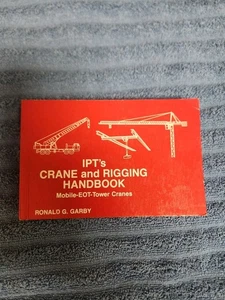 IPT's
CRANE and RIGGING
HANDBOOK
Mobile-EOT-Tower Cranes
RONALD G. GARBY